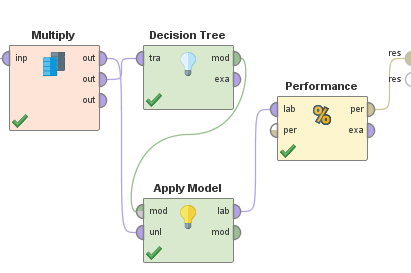 Multiply
inp
out
out
out
Decision Tree
tra
mod
exa
Performance
lab
per
per
%
exa
res
res
Apply Model
mod
lab
unl
mod